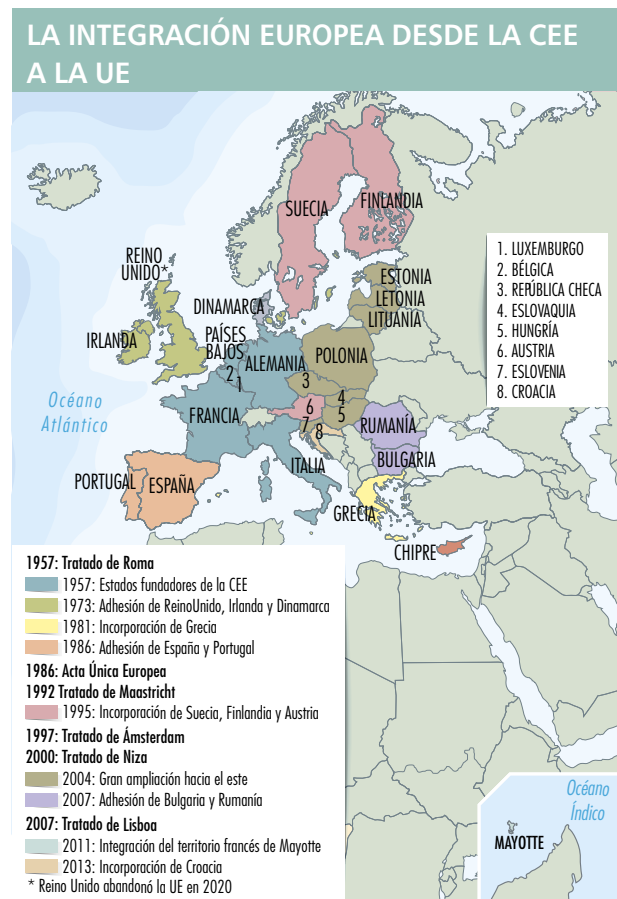 LA INTEGRACIÓN EUROPEA DESDE LA CEE
A LA UE
SUECIA
FINLANDIA
REINO
UNIDO*
ESTONIA
LETONIA
LITUANIA
DINAMARCA
IRLANDA
PAÍSES
BAJOS
ALEMANIA
POLONIA
2
1
3
4
5
6
7
8
Océano
Atlántico
FRANCIA
RUMANÍA
BULGARIA
ITALIA
PORTUGAL
ESPAÑA
GRECIA
CHIPRE
1. LUXEMBURGO
2. BÉLGICA
3. REPÚBLICA CHECA
4. ESLOVAQUIA
5. HUNGRÍA
6. AUSTRIA
7. ESLOVENIA
8. CROACIA
1957: Tratado de Roma
1957: Estados fundadores de la CEE
1973: Adhesión de ReinoUnido, Irlanda y Dinamarca
1981: Incorporación de Grecia
1986: Adhesión de España y Portugal
1986: Acta Única Europea
1992 Tratado de Maastricht
1995: Incorporación de Suecia, Finlandia y Austria
1997: Tratado de Ámsterdam
2000: Tratado de Niza
2004: Gran ampliación hacia el este
2007: Adhesión de Bulgaria y Rumanía
2007: Tratado de Lisboa
2011: Integración del territorio francés de Mayotte
2013: Incorporación de Croacia
* Reino Unido abandonó la UE en 2020
Océano
Índico
MAYOTTE